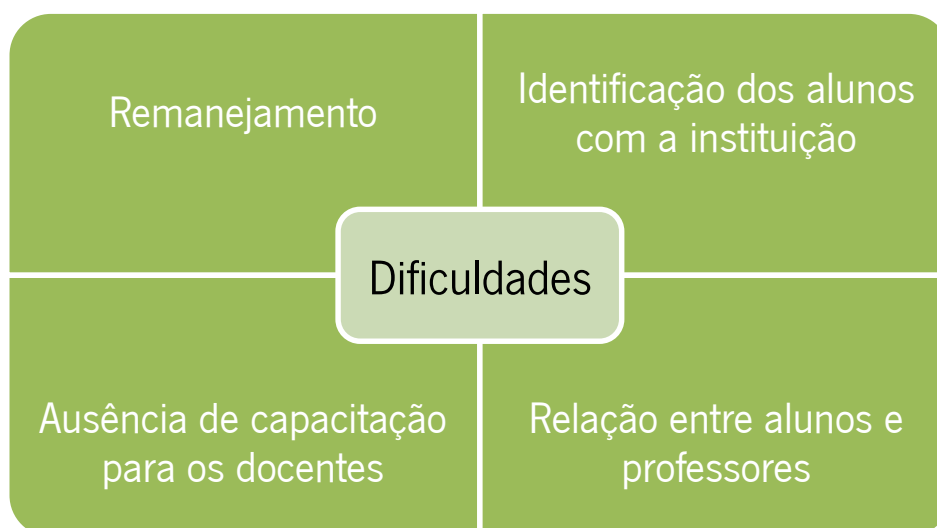 Remanejamento
Identificação dos alunos
com a instituição
Dificuldades
Ausência de capacitação
para os docentes
Relação entre alunos e
professores